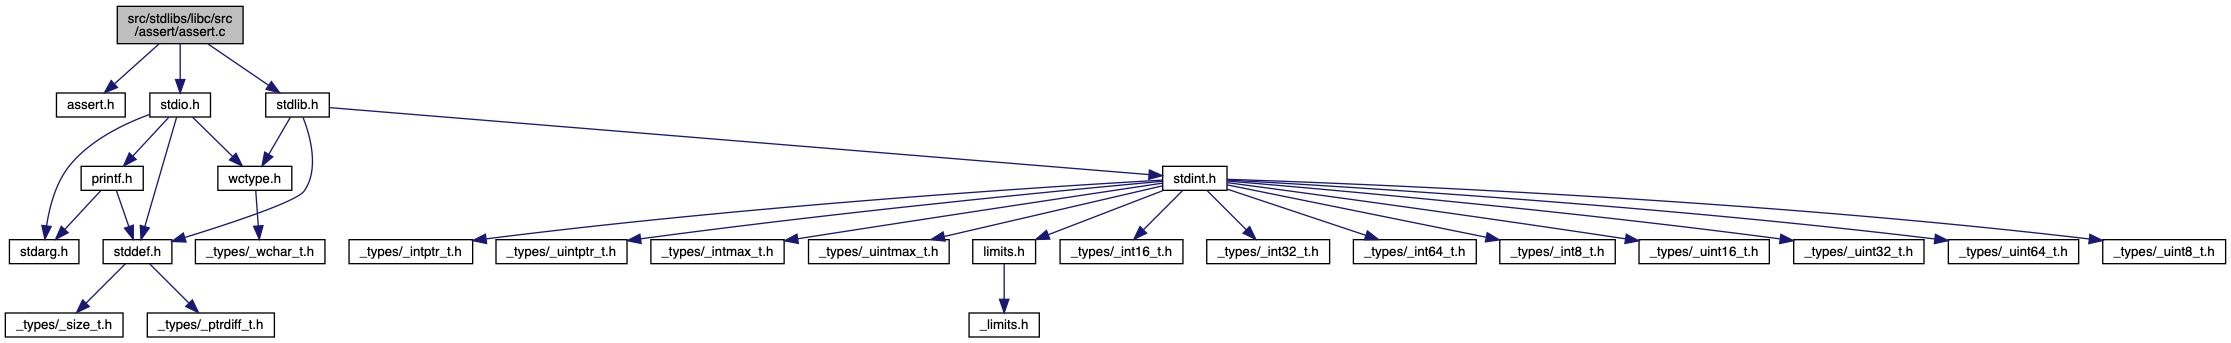 src/stdlibs/libc/src
/assert/assert.c
assert.h
stdio.h
stdlib.h
printf.h
wctype.h
stdint.h
stdarg.h
stddef.h
_types/_wchar_t.h
_types/_intptr_t.h
_types/_uintptr_t.h
_types/_intmax_t.h
_types/_uintmax_t.h
limits.h
_types/_int16_t.h
_types/_int32_t.h
_types/_int64_t.h
_types/_int8_t.h
_types/_uint16_t.h
_types/_uint32_t.h
_types/_uint64_t.h
_types/_uint8_t.h
_types/_size_t.h
_types/_ptrdiff_t.h
_limits.h